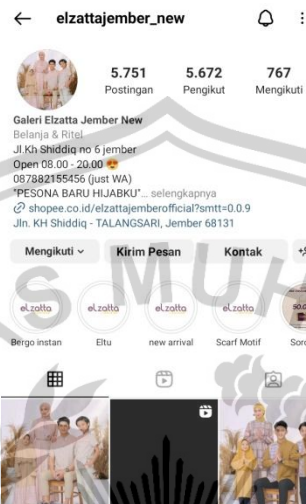 elzattajember_new
5.751 5.672 767
Postingan Pengikut Mengikuti
Galeri Elzatta Jember New
Belanja & Ritel
Jl.Kh Shiddiq no 6 jember
Open 08.00 - 20.00 😍
087882155456 (just WA)
"PESONA BARU HIJABKU"... selengkapnya
shopee.co.id/elzattajemberofficial?smtt=0.0.9
Jln. KH Shiddiq - TALANGSARI, Jember 68131
Mengikuti Kirim Pesan Kontak
elzatta elzatta elzatta elzatta
Bergo instan Eltu new arrival Scarf Motif
S MUH